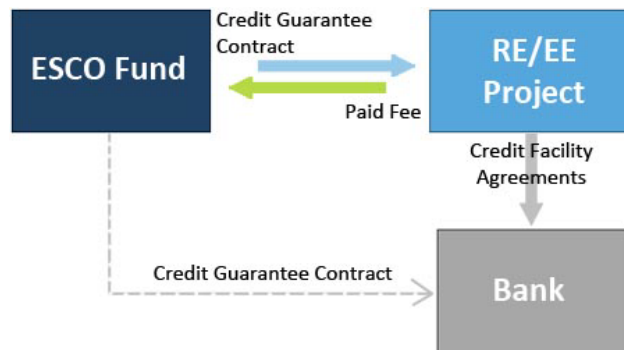 Credit Guarantee
Contract
ESCO Fund
RE/EE
Project
Paid Fee
Credit Facility
Agreements
Credit Guarantee Contract
Bank